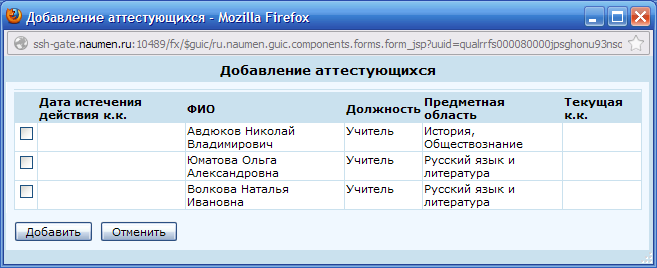 Добавление аттестующихся - Mozilla Firefox
ssh-gate.naumen.ru:10489/fx/$guic/ru.naumen.guic.components.forms.form_jsp?uuid=qualrrfs000080000jpsghonu93nso
Добавление аттестующихся
Дата истечения действия к.к. ФИО Должность Предметная область Текущая к.к.
Авдюков Николай Учитель История,
Владимирович Обществознание
Юматова Ольга Учитель Русский язык и
Александровна литература
Волкова Наталья Учитель Русский язык и
Ивановна литература
Добавить Отменить